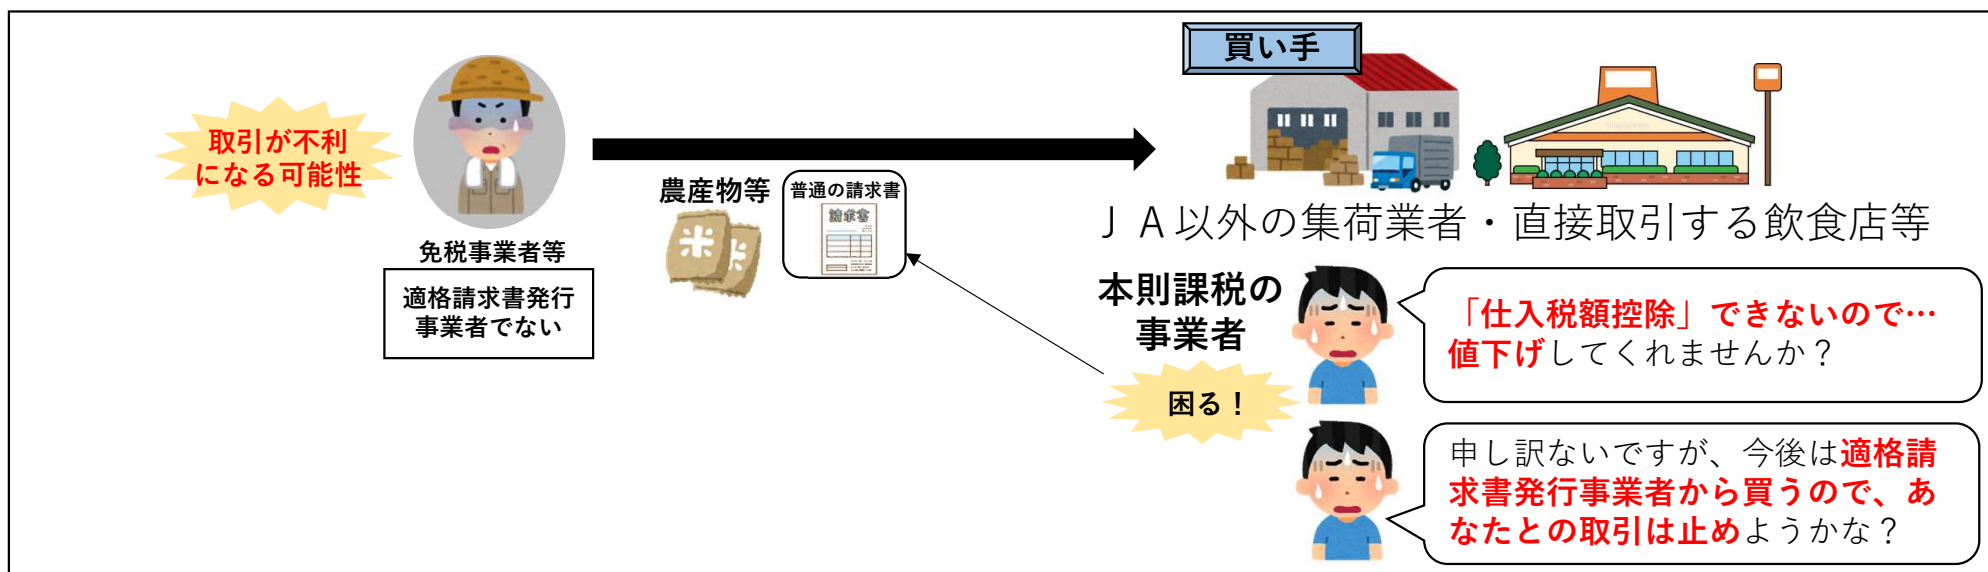 買い手
取引が不利
になる可能性
農産物等
普通の請求書
請求書
米
米
免税事業者等
適格請求書発行
事業者でない
ＪＡ以外の集荷業者・直接取引する飲食店等
本則課税の
事業者
困る！
「仕入税額控除」できないので…
値下げしてくれませんか？
申し訳ないですが、今後は適格請
求書発行事業者から買うので、あ
なたとの取引は止めようかな？